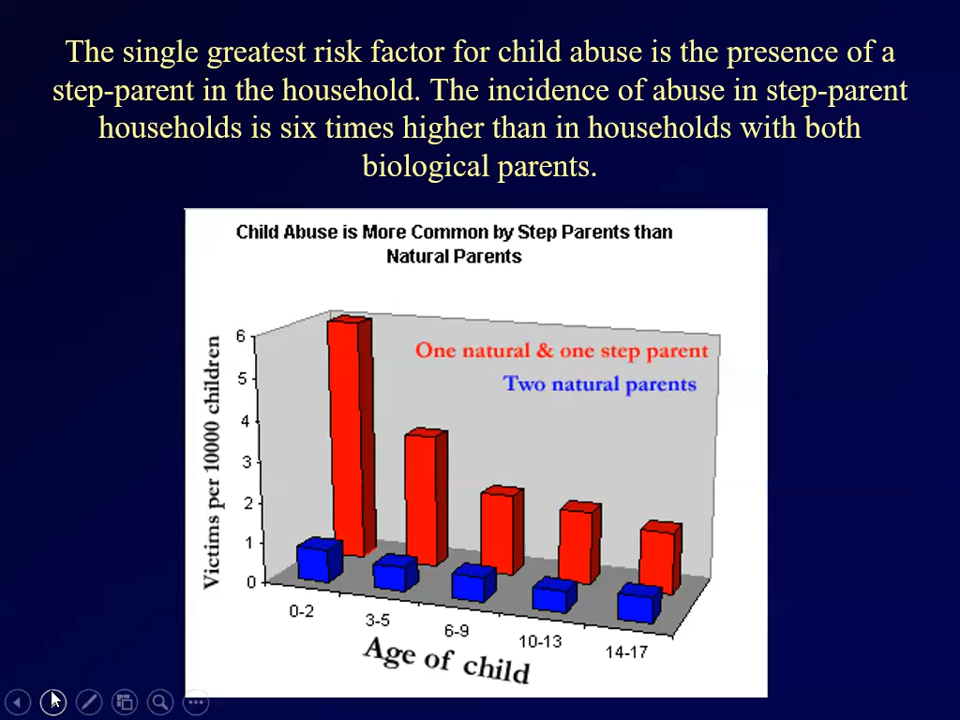 The single greatest risk factor for child abuse is the presence of a
step-parent in the household. The incidence of abuse in step-parent
households is six times higher than in households with both
biological parents.
Child Abuse is More Common by Step Parents than
Natural Parents
One natural & one step parent
Two natural parents
Victims per 10000 children
6
5
4
3
2
1
0
0-2
3-5
6-9
10-13
14-17
Age of child